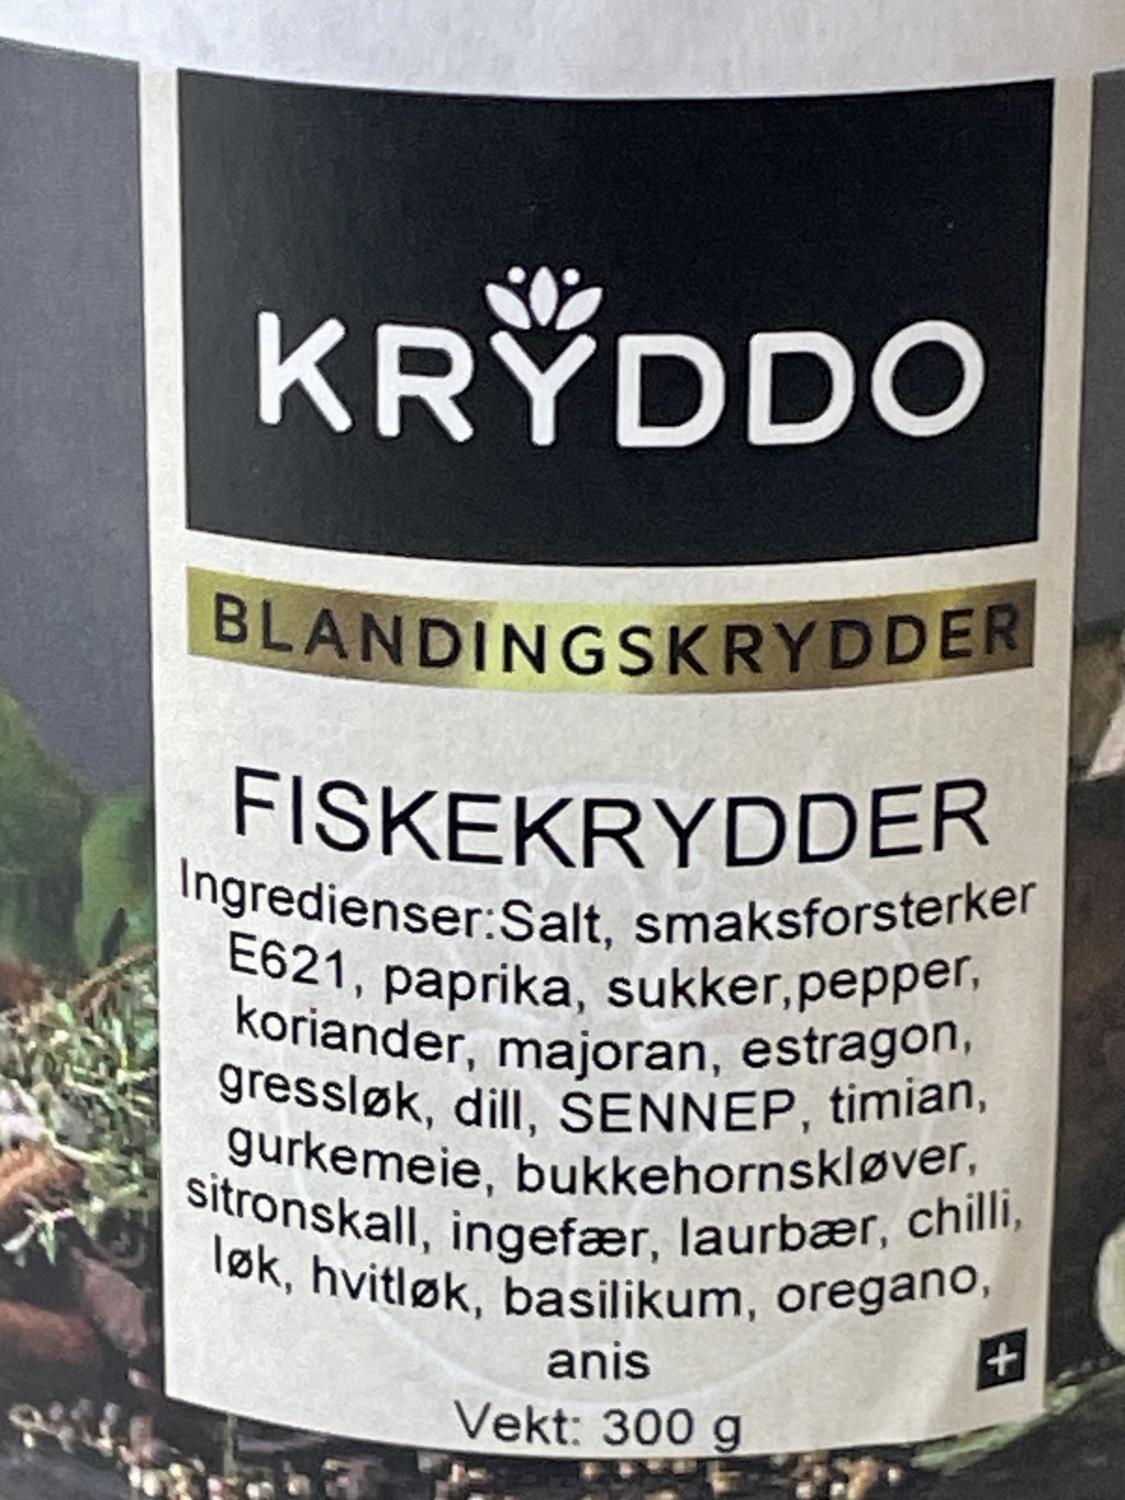 KRYDDO
BLANDINGSKRYDDER
FISKEKRYDDER
Ingredienser:Salt, smaksforsterker
E621, paprika, sukker,pepper,
koriander, majoran, estragon,
gressløk, dill, SENNEP, timian,
gurkemeie, bukkehornskløver,
sitronskall, ingefær, laurbær, chilli,
løk, hvitløk, basilikum, oregano,
anis
Vekt: 300 g